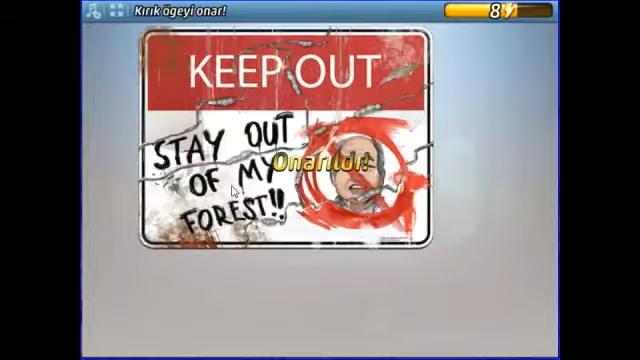 Kırık ögeyi onar!
8
KEEP OUT
STAY OUT
OF MY
FOREST!!
Onarıldı!